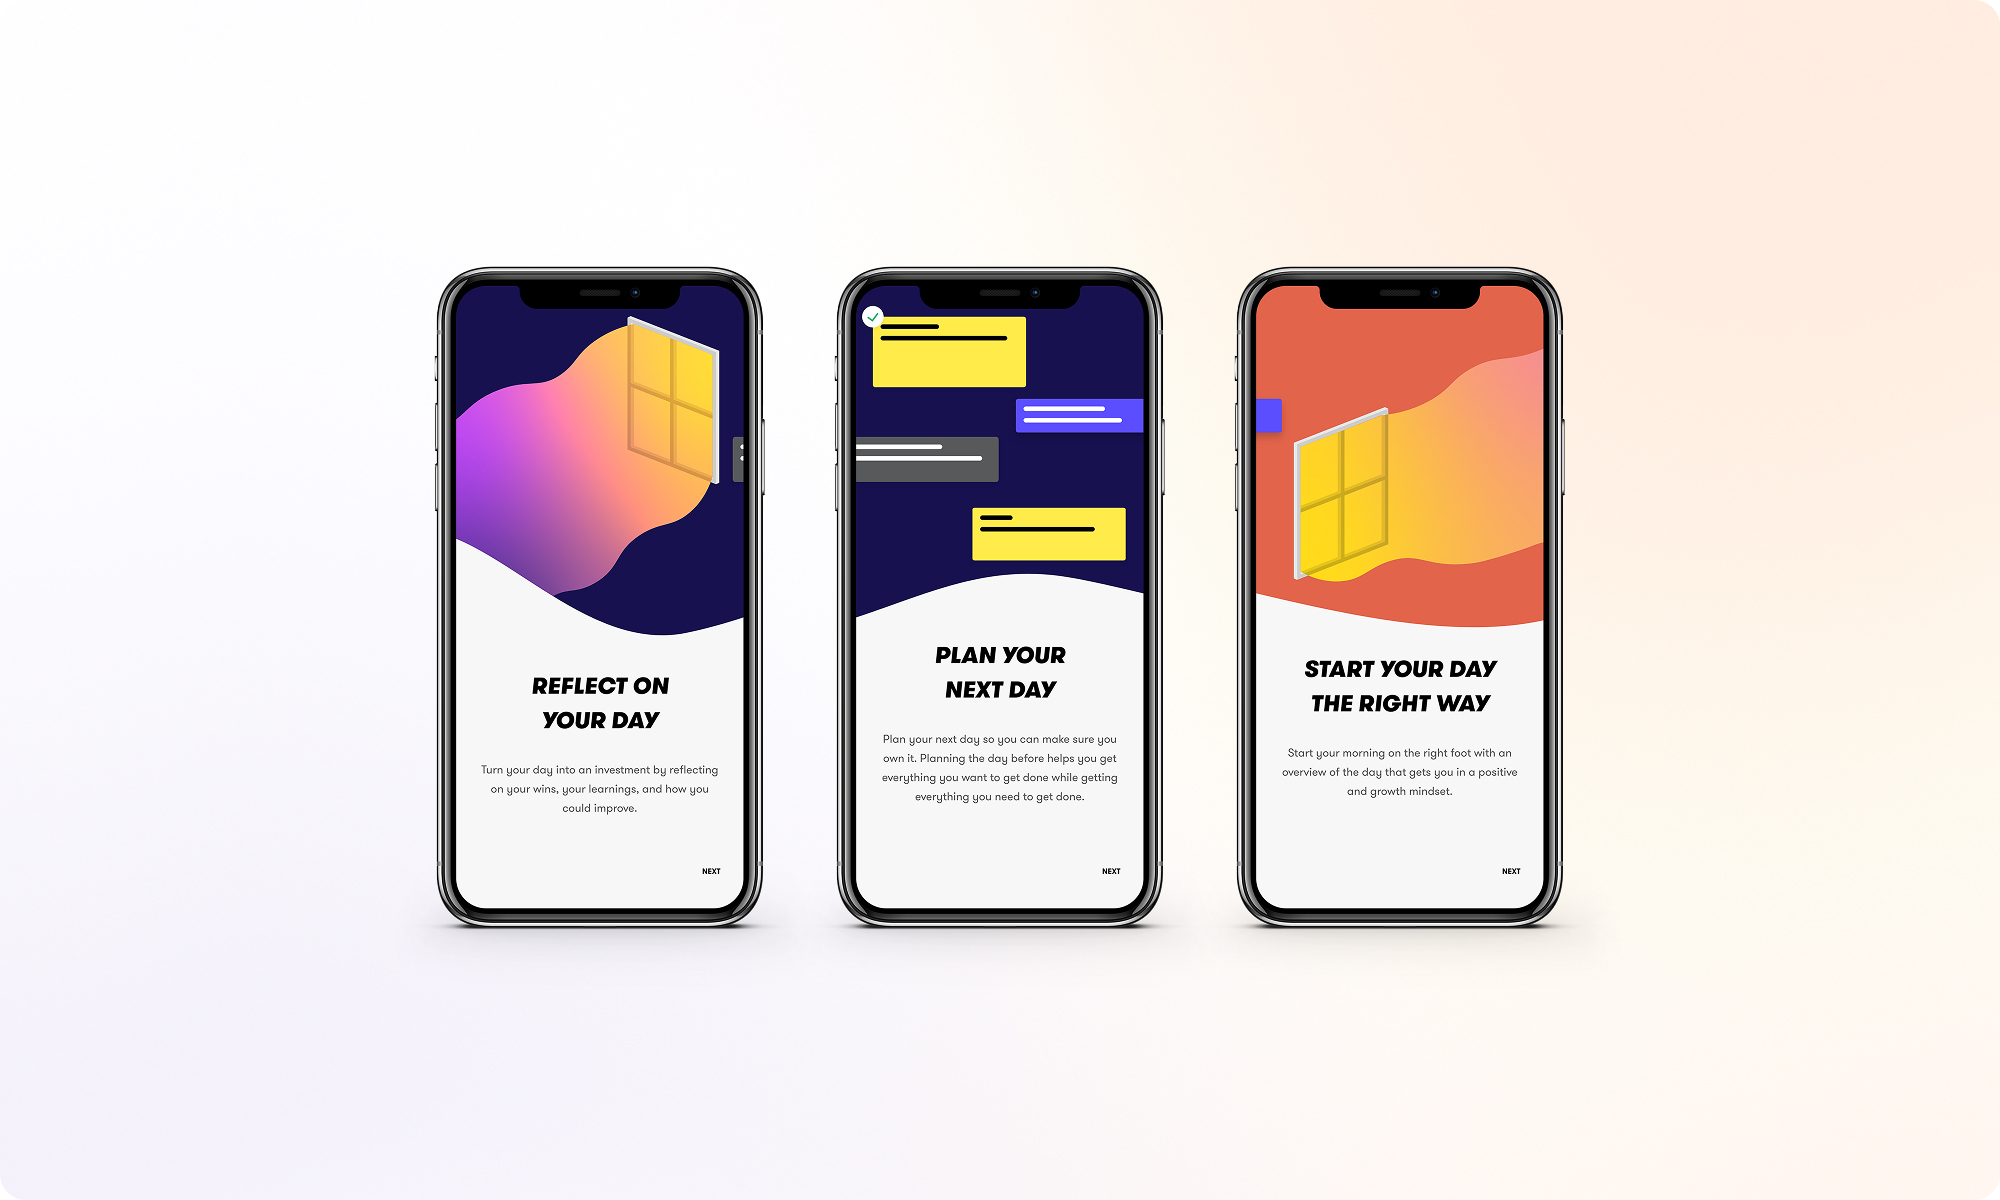 REFLECT ON
YOUR DAY
Turn your day into an investment by reflecting
on your wins, your learnings, and how you
could improve.
NEXT
PLAN YOUR
NEXT DAY
Plan your next day so you can make sure you
own it. Planning the day before helps you get
everything you want to get done while getting
everything you need to get done.
NEXT
START YOUR DAY
THE RIGHT WAY
Start your morning on the right foot with an
overview of the day that gets you in a positive
and growth mindset.
NEXT